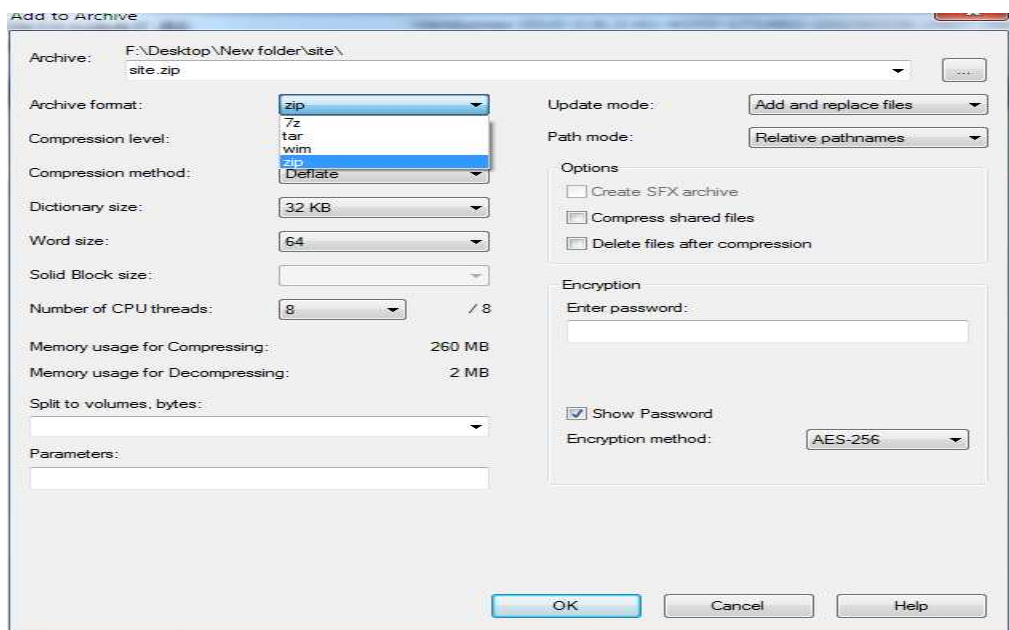 Add to Archive
Archive:
F:\Desktop\New folder\site\
site.zip
...
Archive format:
zip
7z
tar
wim
zip
Compression level:
Compression method:
Deflate
Dictionary size:
32 KB
Word size:
64
Solid Block size:
Number of CPU threads:
8
/ 8
Memory usage for Compressing:
260 MB
Memory usage for Decompressing:
2 MB
Split to volumes, bytes:
Parameters:
Update mode:
Add and replace files
Path mode:
Relative pathnames
Options
Create SFX archive
Compress shared files
Delete files after compression
Encryption
Enter password:
Show Password
Encryption method:
AES-256
OK
Cancel
Help